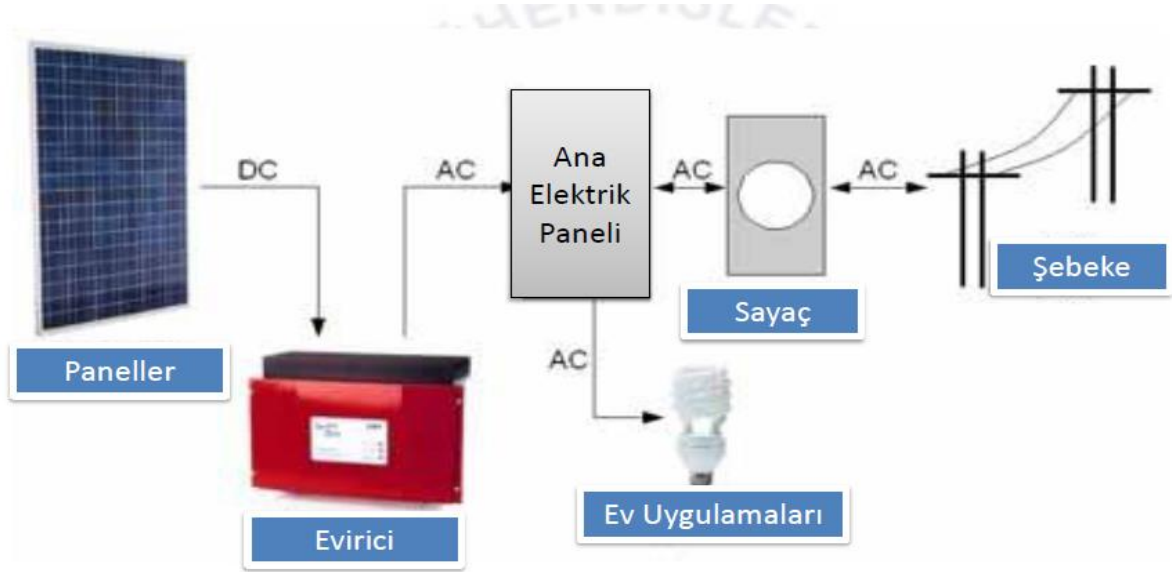 DC
AC
Ana
Elektrik
Paneli
AC
AC
Şebeke
Sayaç
Paneller
AC
Ev Uygulamaları
Evirici